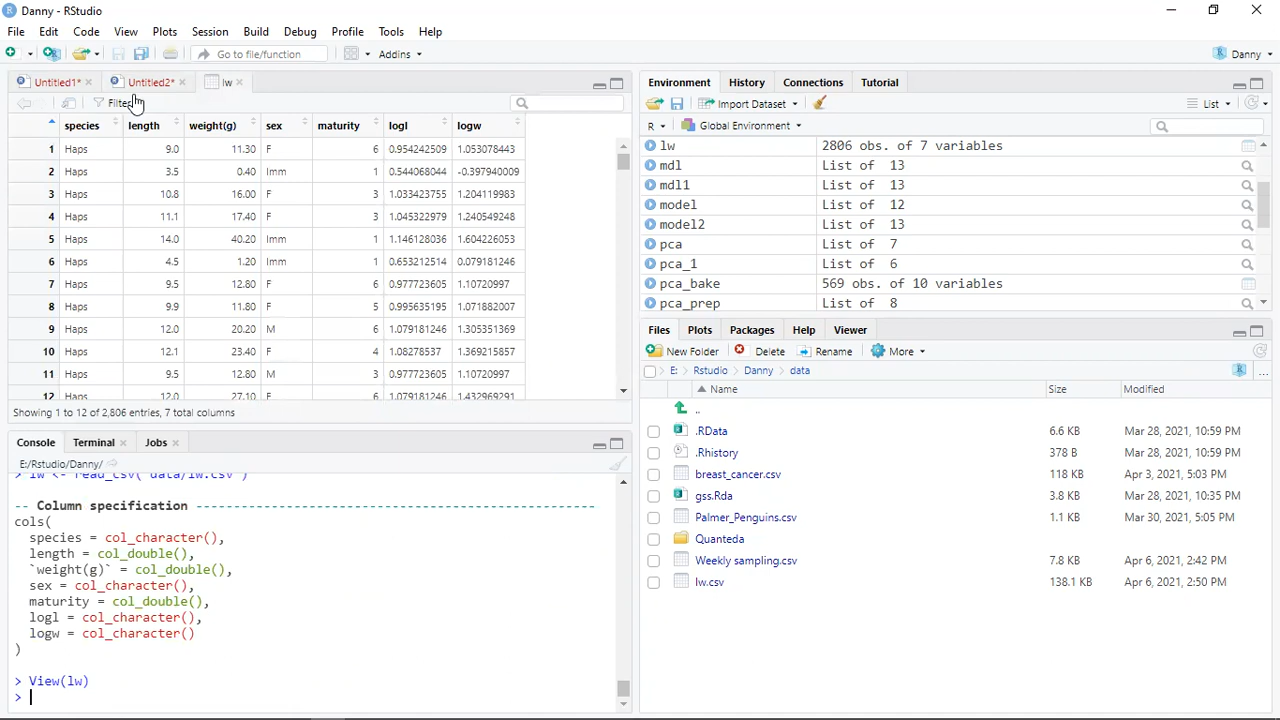 Danny - RStudio
File Edit Code View Plots Session Build Debug Profile Tools Help
Go to file/function Addins Danny
Untitled1* Untitled2* lw
Filter
species length weight(g) sex maturity logl logw
1 Haps 9.0 11.30 F 6 0.954242509 1.053078443
2 Haps 3.5 0.40 Imm 1 0.544068044 -0.397940009
3 Haps 10.8 16.00 F 3 1.033423755 1.204119983
4 Haps 11.1 17.40 F 3 1.045322979 1.240549248
5 Haps 14.0 40.20 Imm 1 1.146128036 1.604226053
6 Haps 4.5 1.20 Imm 1 0.653212514 0.079181246
7 Haps 9.5 12.80 F 6 0.977723605 1.10720997
8 Haps 9.9 11.80 F 5 0.995635195 1.071882007
9 Haps 12.0 20.20 M 6 1.079181246 1.305351369
10 Haps 12.1 23.40 F 4 1.08278537 1.369215857
11 Haps 9.5 12.80 M 3 0.977723605 1.10720997
12 Haps 12.0 27.10 F 6 1.079181246 1.432969291
Showing 1 to 12 of 2,806 entries, 7 total columns
Console Terminal Jobs
E:/Rstudio/Danny/
> lw <- read_csv("data/lw.csv")
-- Column specification --------------------------------------------------------
cols(
species = col_character(),
length = col_double(),
`weight(g)` = col_double(),
sex = col_character(),
maturity = col_double(),
logl = col_character(),
logw = col_character()
)
> View(lw)
>
Environment History Connections Tutorial
Import Dataset List
R Global Environment
lw 2806 obs. of 7 variables
mdl List of 13
mdl1 List of 13
model List of 12
model2 List of 13
pca List of 7
pca_1 List of 6
pca_bake 569 obs. of 10 variables
pca_prep List of 8
Files Plots Packages Help Viewer
New Folder Delete Rename More
E: Rstudio Danny data
Name Size Modified
..
.RData 6.6 KB Mar 28, 2021, 10:59 PM
.Rhistory 378 B Mar 28, 2021, 10:59 PM
breast_cancer.csv 118 KB Apr 3, 2021, 5:03 PM
gss.Rda 3.8 KB Mar 28, 2021, 10:35 PM
Palmer_Penguins.csv 1.1 KB Mar 30, 2021, 5:05 PM
Quanteda
Weekly sampling.csv 7.8 KB Apr 6, 2021, 2:42 PM
lw.csv 138.1 KB Apr 6, 2021, 2:50 PM